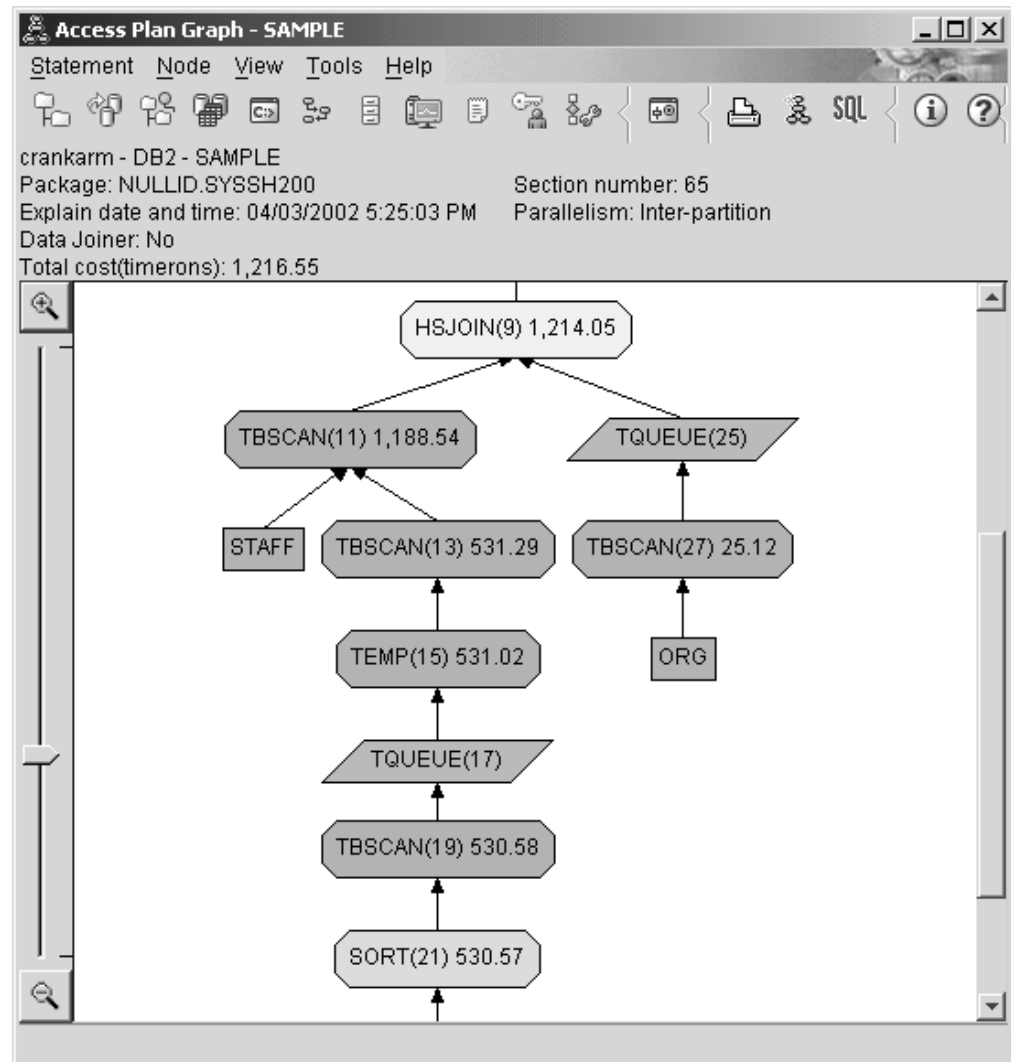 Access Plan Graph - SAMPLE
Statement Node View Tools Help
C:> SQL i ?
crankarm - DB2 - SAMPLE
Package: NULLID.SYSSH200 Section number: 65
Explain date and time: 04/03/2002 5:25:03 PM Parallelism: Inter-partition
Data Joiner: No
Total cost(timerons): 1,216.55
HSJOIN(9) 1,214.05
TBSCAN(11) 1,188.54 TQUEUE(25)
STAFF TBSCAN(13) 531.29 TBSCAN(27) 25.12
TEMP(15) 531.02 ORG
TQUEUE(17)
TBSCAN(19) 530.58
SORT(21) 530.57